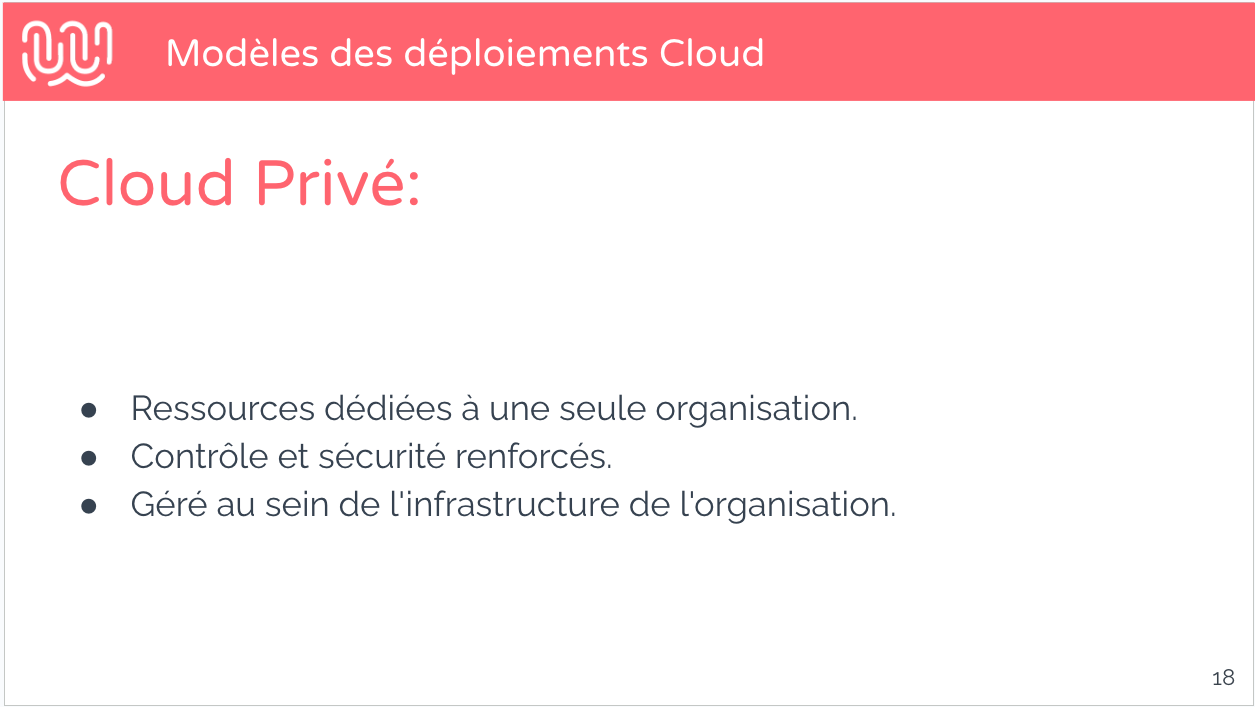 Modèles des déploiements Cloud
Cloud Privé:
● Ressources dédiées à une seule organisation.
● Contrôle et sécurité renforcés.
● Géré au sein de l'infrastructure de l'organisation.
18